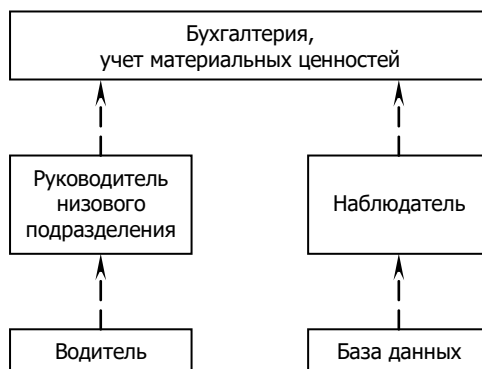 Бухгалтерия,
учет материальных ценностей
Руководитель
низового
подразделения
Наблюдатель
Водитель
База данных